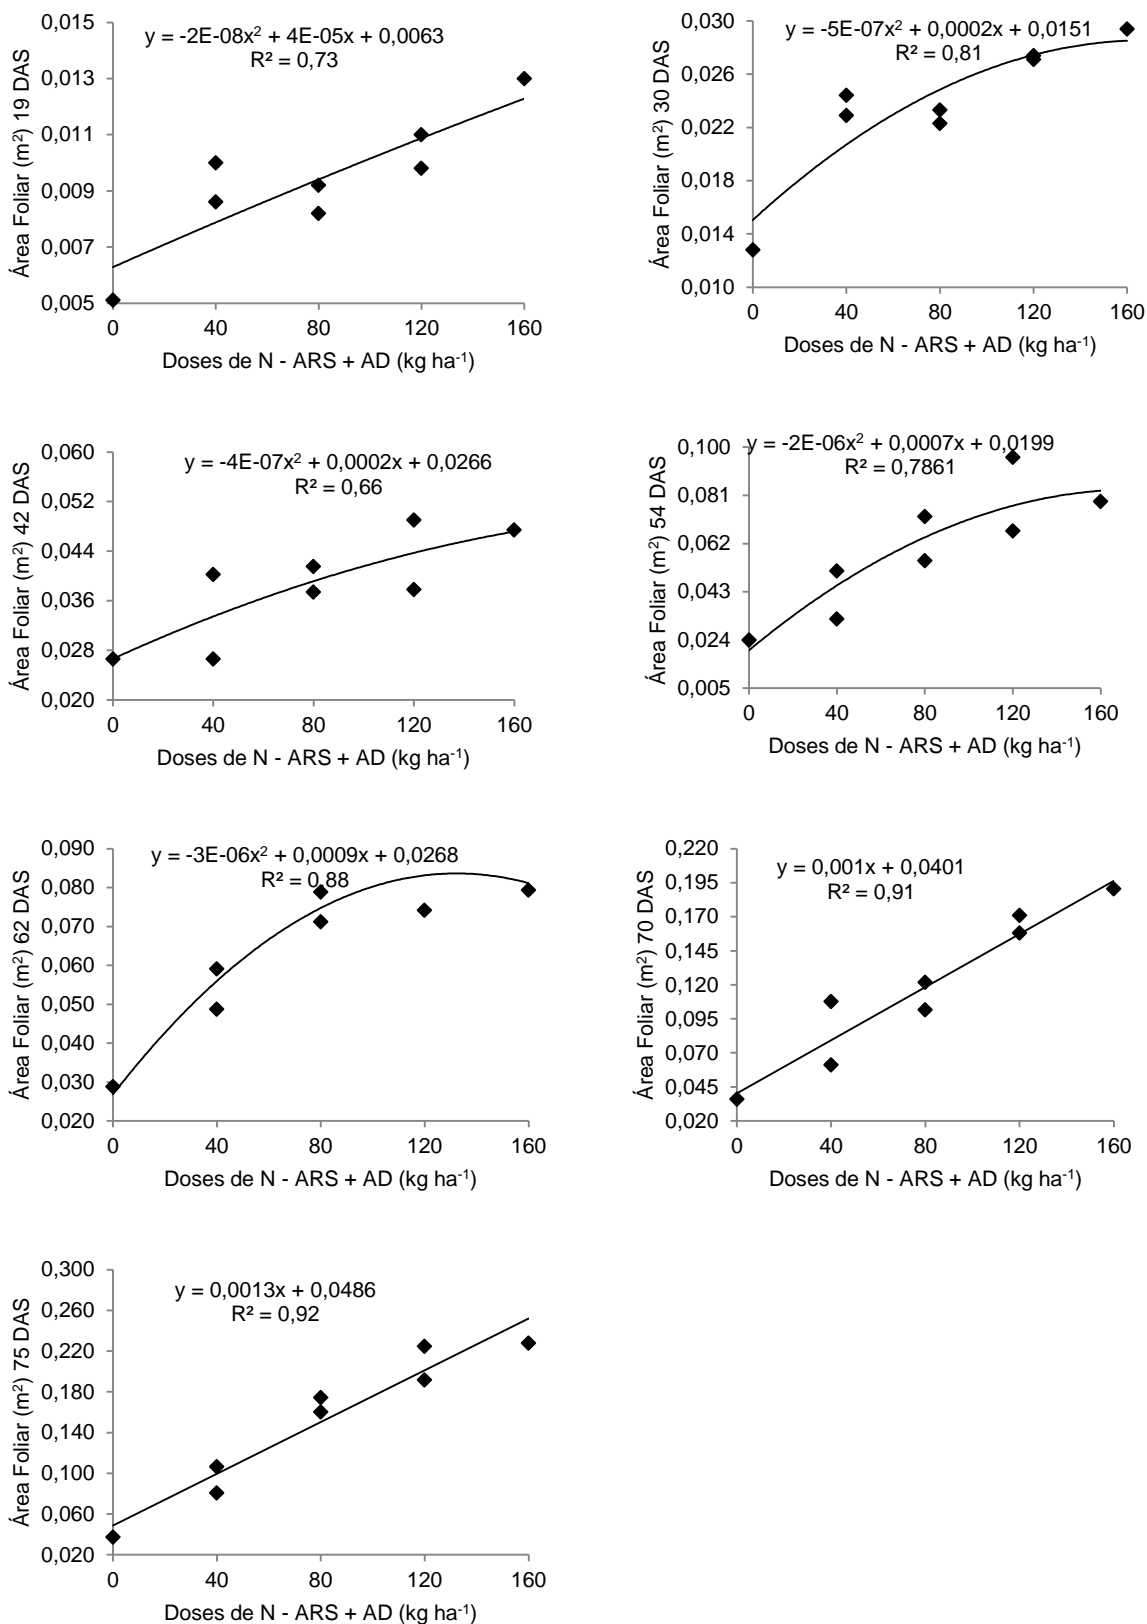 y = -2E-08x² + 4E-05x + 0,0063
R² = 0,73
Área Foliar (m²) 19 DAS
0,015
0,013
0,011
0,009
0,007
0,005
0 40 80 120 160
Doses de N - ARS + AD (kg ha⁻¹)
y = -5E-07x² + 0,0002x + 0,0151
R² = 0,81
Área Foliar (m²) 30 DAS
0,030
0,026
0,022
0,018
0,014
0,010
0 40 80 120 160
Doses de N - ARS + AD (kg ha⁻¹)
y = -4E-07x² + 0,0002x + 0,0266
R² = 0,66
Área Foliar (m²) 42 DAS
0,060
0,052
0,044
0,036
0,028
0,020
0 40 80 120 160
Doses de N - ARS + AD (kg ha⁻¹)
y = -2E-06x² + 0,0007x + 0,0199
R² = 0,7861
Área Foliar (m²) 54 DAS
0,100
0,081
0,062
0,043
0,024
0,005
0 40 80 120 160
Doses de N - ARS + AD (kg ha⁻¹)
y = -3E-06x² + 0,0009x + 0,0268
R² = 0,88
Área Foliar (m²) 62 DAS
0,090
0,080
0,070
0,060
0,050
0,040
0,030
0,020
0 40 80 120 160
Doses de N - ARS + AD (kg ha⁻¹)
y = 0,001x + 0,0401
R² = 0,91
Área Foliar (m²) 70 DAS
0,220
0,195
0,170
0,145
0,120
0,095
0,070
0,045
0,020
0 40 80 120 160
Doses de N - ARS + AD (kg ha⁻¹)
y = 0,0013x + 0,0486
R² = 0,92
Área Foliar (m²) 75 DAS
0,300
0,260
0,220
0,180
0,140
0,100
0,060
0,020
0 40 80 120 160
Doses de N - ARS + AD (kg ha⁻¹)